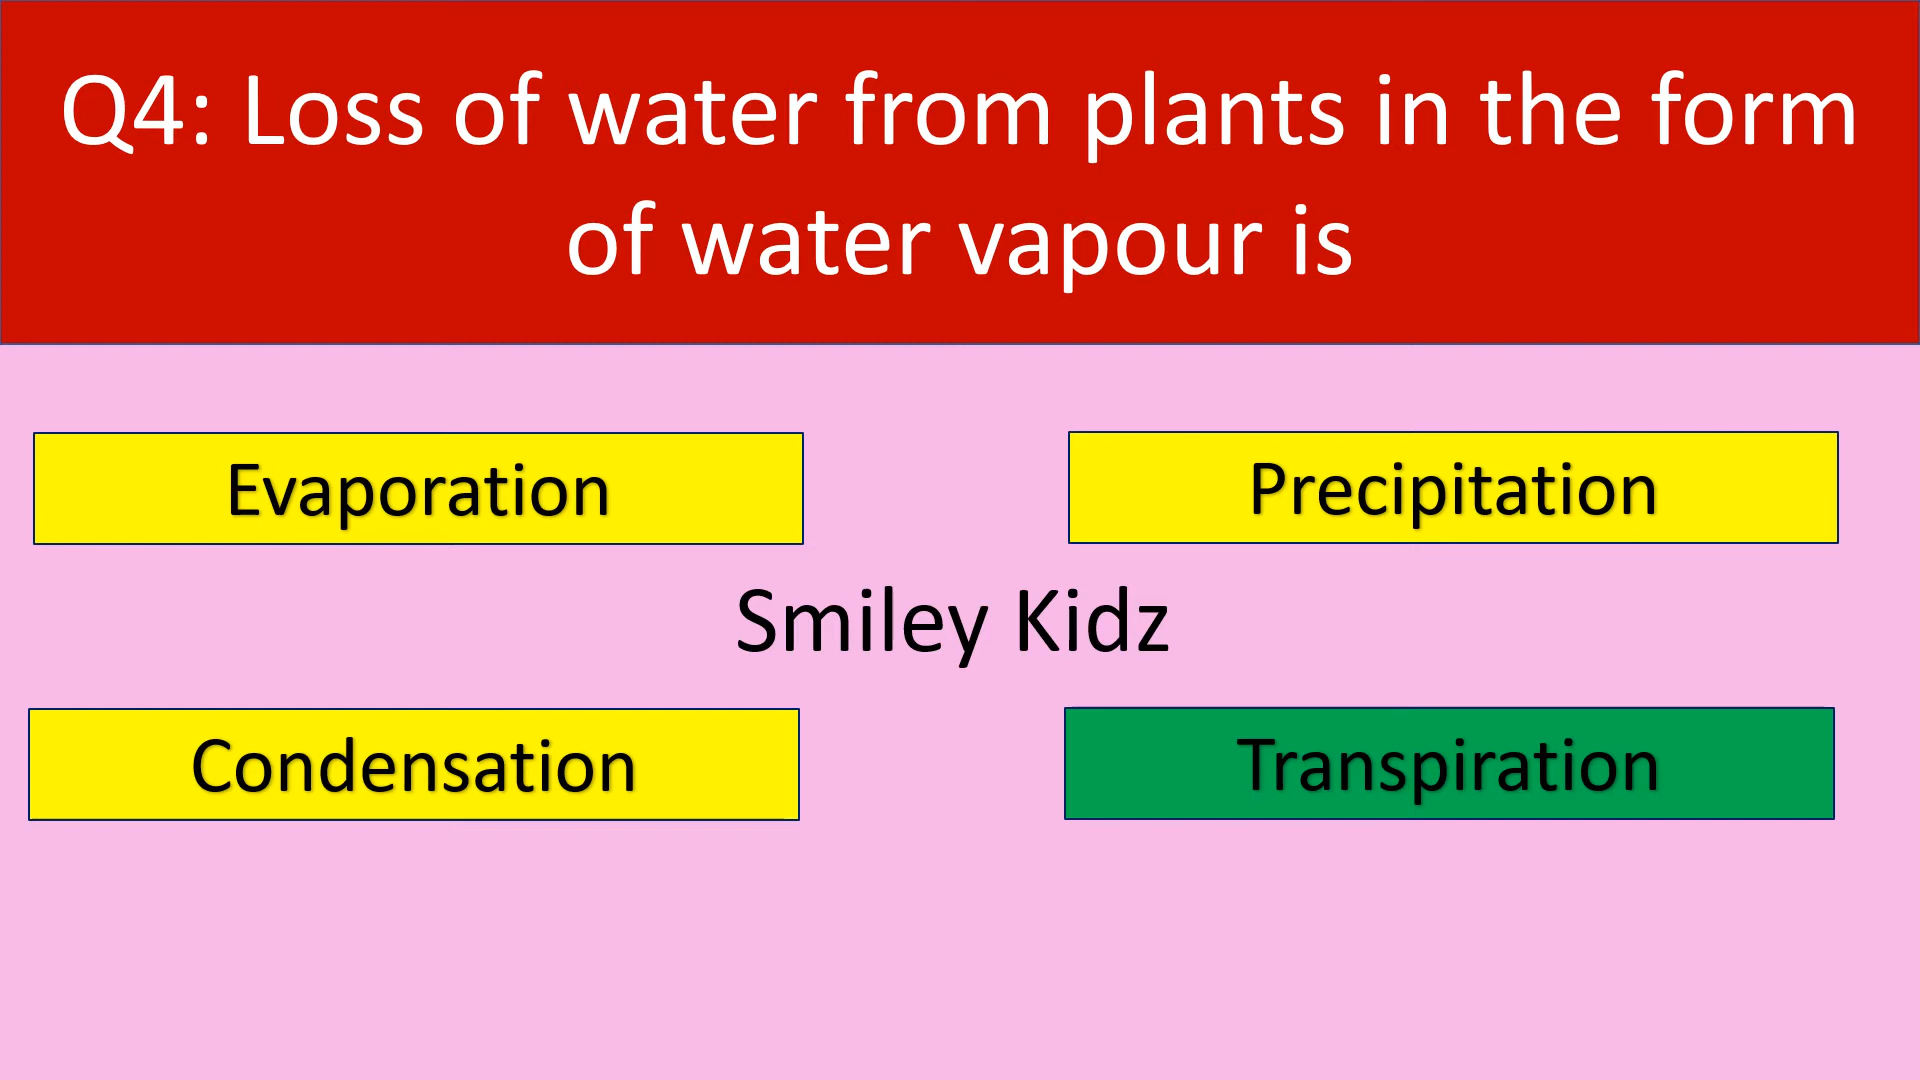 Q4: Loss of water from plants in the form
of water vapour is
Evaporation
Precipitation
Smiley Kidz
Condensation
Transpiration